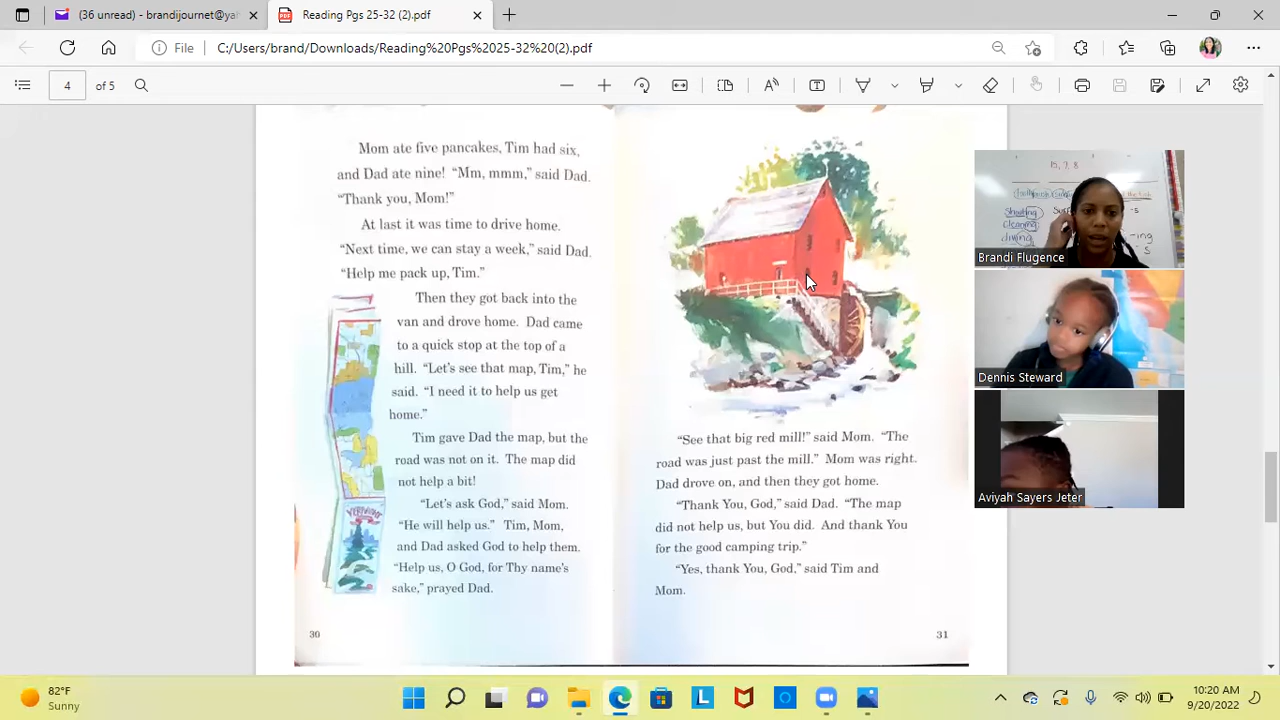 (36 unread) - brandijournet@yah
Reading Pgs 25-32 (2).pdf
File
C:/Users/brand/Downloads/Reading%20Pgs%2025-32%20(2).pdf
4
of 5
Mom ate five pancakes, Tim had six,
and Dad ate nine! “Mm, mmm,” said Dad.
“Thank you, Mom!”
At last it was time to drive home.
“Next time, we can stay a week,” said Dad.
“Help me pack up, Tim.”
Then they got back into the
van and drove home. Dad came
to a quick stop at the top of a
hill. “Let’s see that map, Tim,” he
said. “I need it to help us get
home.”
Tim gave Dad the map, but the
road was not on it. The map did
not help a bit!
“Let’s ask God,” said Mom.
“He will help us.” Tim, Mom,
and Dad asked God to help them.
“Help us, O God, for Thy name’s
sake,” prayed Dad.
VERMONT
30
“See that big red mill!” said Mom. “The
road was just past the mill.” Mom was right.
Dad drove on, and then they got home.
“Thank You, God,” said Dad. “The map
did not help us, but You did. And thank You
for the good camping trip.”
“Yes, thank You, God,” said Tim and
Mom.
31
15, 7, 8
Shouting
Cleaning
diving
-s
-ing
Brandi Flugence
Dennis Steward
Aviyah Sayers Jeter
82°F
Sunny
10:20 AM
9/20/2022